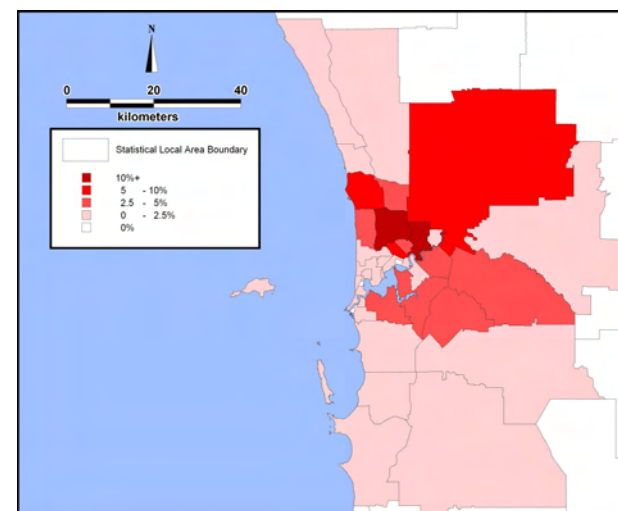 N
0 20 40
kilometers
Statistical Local Area Boundary
10%+
5 - 10%
2.5 - 5%
0 - 2.5%
0%